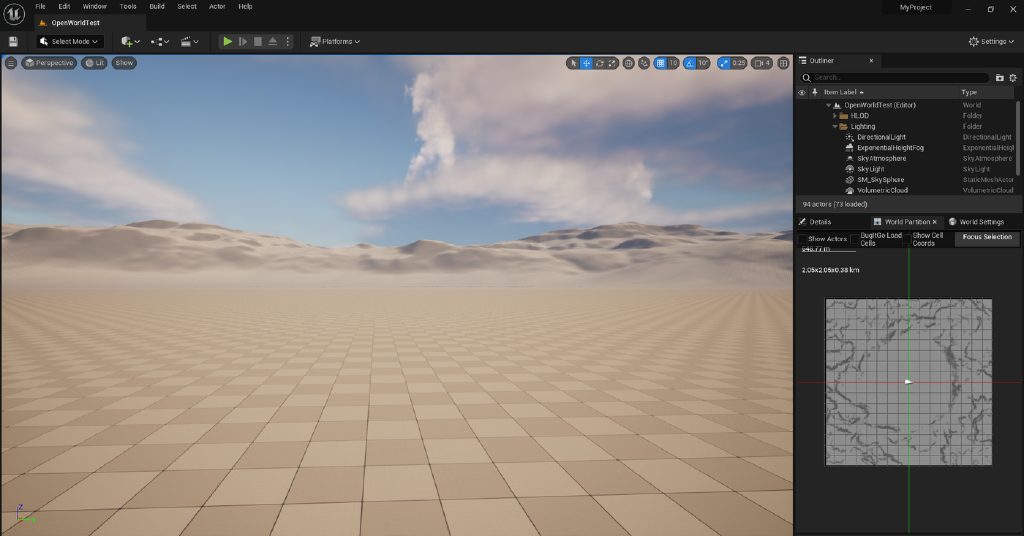 File Edit Window Tools Build Select Actor Help
MyProject
OpenWorldTest
Select Mode
Platforms
Settings
Perspective Lit Show
10 10° 0.25 4
Outliner
Search...
Item Label Type
OpenWorldTest (Editor) World
HLOD Folder
Lighting Folder
DirectionalLight DirectionalLight
ExponentialHeightFog ExponentialHeigh
SkyAtmosphere SkyAtmosphere
SkyLight SkyLight
SM_SkySphere StaticMeshActor
VolumetricCloud VolumetricCloud
94 actors (73 loaded)
Details World Partition World Settings
Show Actors BugItGo Load Cells Show Cell Coords Focus Selection
2.05x2.05x0.38 km
Z